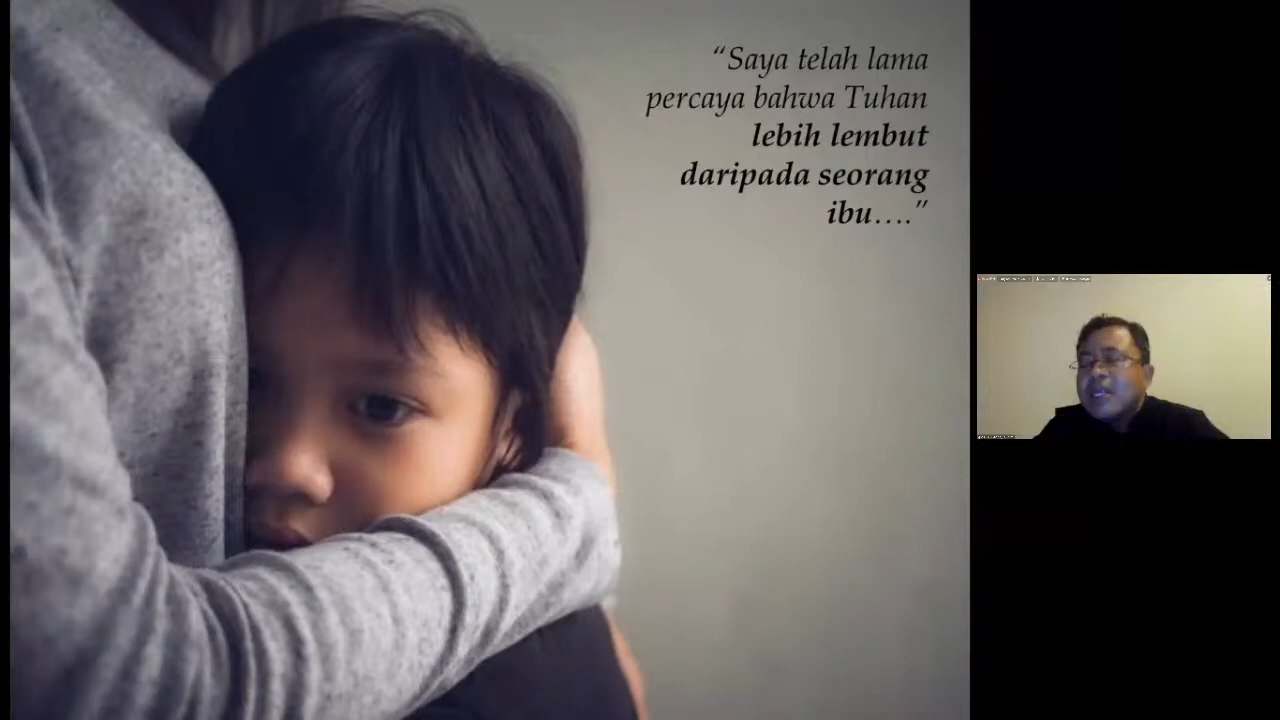 “Saya telah lama
percaya bahwa Tuhan
lebih lembut
daripada seorang
ibu….”